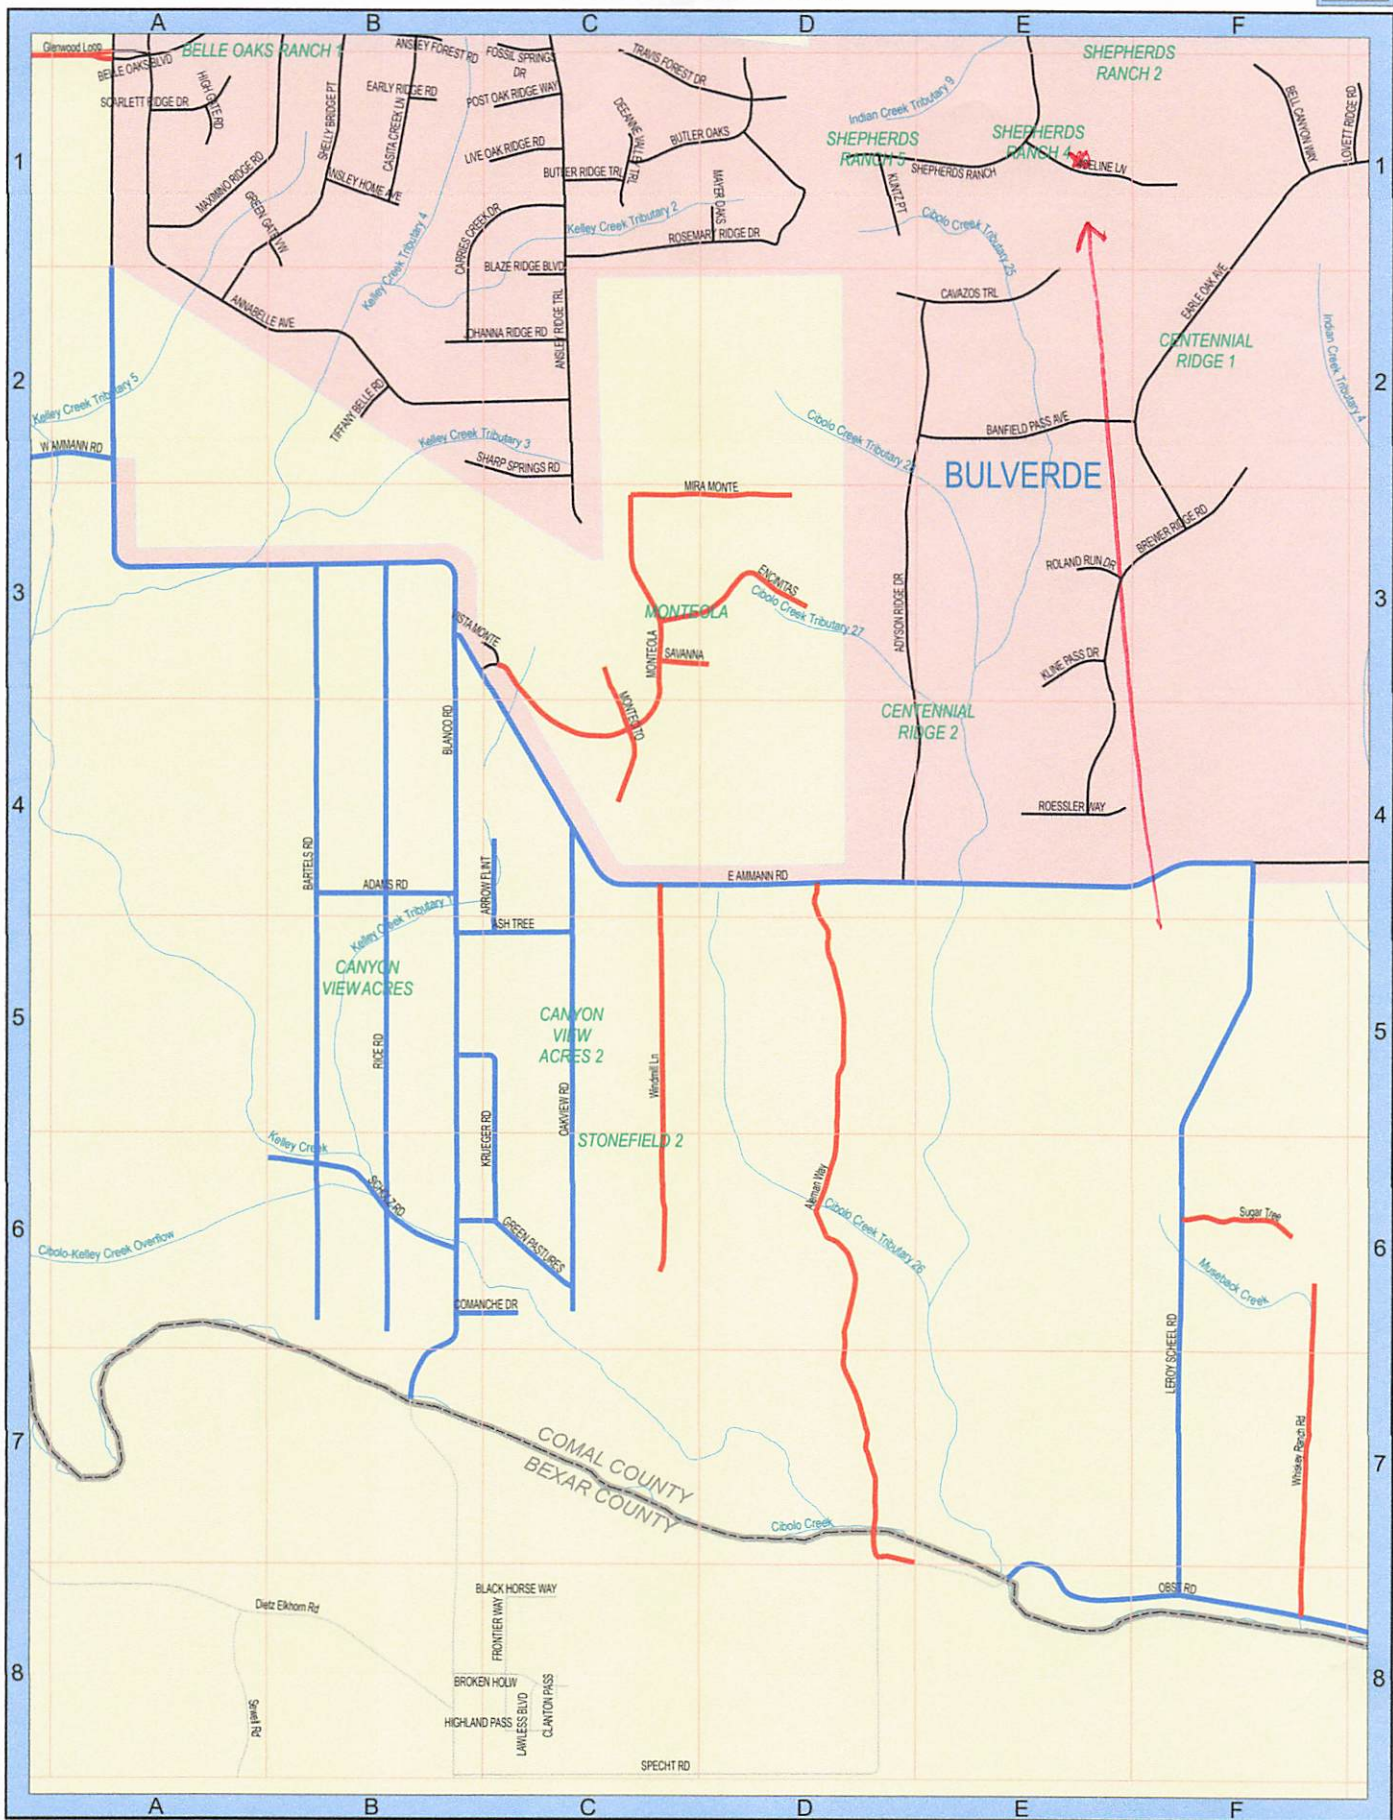 A B C D E F
Glenwood Loop
BELLE OAKS BLVD
BELLE OAKS RANCH 1
ANSLEY FOREST RD
FOSSIL SPRINGS
DR
TRAVIS FOREST DR
SHEPHERDS
RANCH 2
SCARLETT RIDGE DR
HIGH GATE RD
SHELLY BRIDGE PT
EARLY RIDGE RD
CASITA CREEK LN
POST OAK RIDGE WAY
DEEANNE VALLEY TRL
Indian Creek Tributary 9
BELL CANYON WAY
LOVETT RIDGE RD
1
LIVE OAK RIDGE RD
BUTLER OAKS
SHEPHERDS
RANCH 5
SHEPHERDS
RANCH 4
1
MAXIMINO RIDGE RD
ANSLEY HOME AVE
BUTLER RIDGE TRL
MAYER OAKS
KUNTZ PT
SHEPHERDS RANCH
ADELINE LN
GREEN GATE VW
Kelley Creek Tributary 4
CARRIES CREEK DR
Kelley Creek Tributary 2
ROSEMARY RIDGE DR
Cibolo Creek Tributary 25
BLAZE RIDGE BLVD
CAVAZOS TRL
EARLE OAK AVE
ANNABELLE AVE
JOHANNA RIDGE RD
ANSLEY RIDGE TRL
CENTENNIAL
RIDGE 1
Indian Creek Tributary 4
2
Kelley Creek Tributary 5
TIFFANY BELLE RD
2
W AMMANN RD
Kelley Creek Tributary 3
Cibolo Creek Tributary 2
BANFIELD PASS AVE
SHARP SPRINGS RD
BULVERDE
MIRA MONTE
BREWER RIDGE RD
3
ENCINITAS
ROLAND RUN DR
3
VISTA MONTE
MONTEOLA
Cibolo Creek Tributary 27
ADYSON RIDGE DR
MONTEOLA
SAVANNA
KLINE PASS DR
BLANCO RD
MONTECITO
CENTENNIAL
RIDGE 2
4
ROESSLER WAY
4
BARTELS RD
ADAMS RD
ARROW FLINT
E AMMANN RD
Kelley Creek Tributary 1
ASH TREE
CANYON
VIEW ACRES
5
RICE RD
CANYON
VIEW
ACRES 2
Windmill Ln
5
KRUEGER RD
OAKVIEW RD
STONEFIELD 2
Kelley Creek
SCHOLZ RD
Aleman Way
6
Cibolo-Kelley Creek Overflow
GREEN PASTURES
Cibolo Creek Tributary 26
Sugar Tree
6
COMANCHE DR
Museback Creek
LEROY SCHEEL RD
7
COMAL COUNTY
BEXAR COUNTY
Whiskey Ranch Rd
7
Cibolo Creek
BLACK HORSE WAY
OBST RD
Dietz Elkhorn Rd
FRONTIER WAY
8
BROKEN HOLW
8
Sewell Rd
HIGHLAND PASS
LAWLESS BLVD
CLANTON PASS
SPECHT RD
A B C D E F